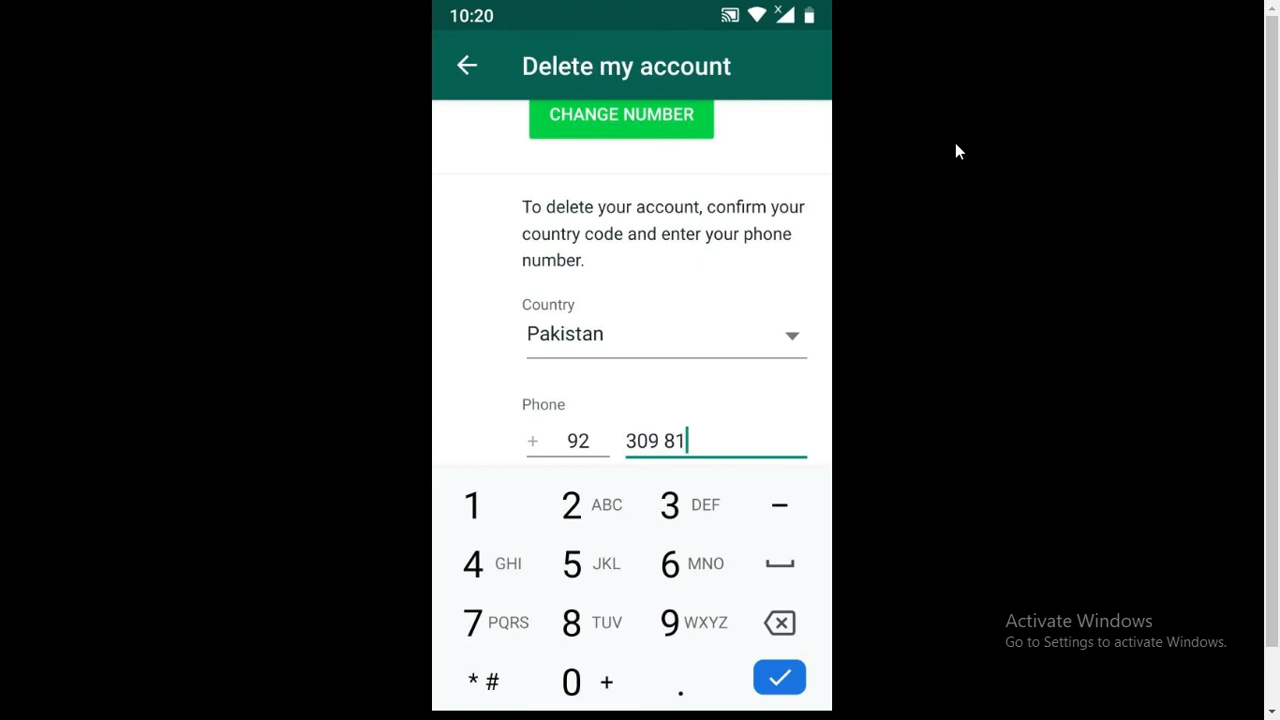 10:20
Delete my account
CHANGE NUMBER
To delete your account, confirm your
country code and enter your phone
number.
Country
Pakistan
Phone
+ 92 309 81
1 2 ABC 3 DEF –
4 GHI 5 JKL 6 MNO
7 PQRS 8 TUV 9 WXYZ
* # 0 + .
Activate Windows
Go to Settings to activate Windows.